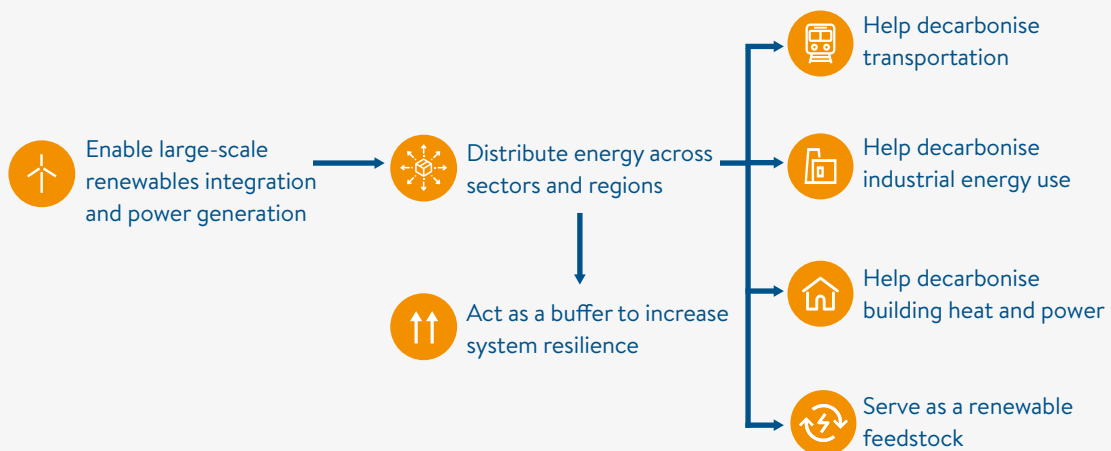 Enable large-scale
renewables integration
and power generation
Distribute energy across
sectors and regions
Act as a buffer to increase
system resilience
Help decarbonise
transportation
Help decarbonise
industrial energy use
Help decarbonise
building heat and power
Serve as a renewable
feedstock